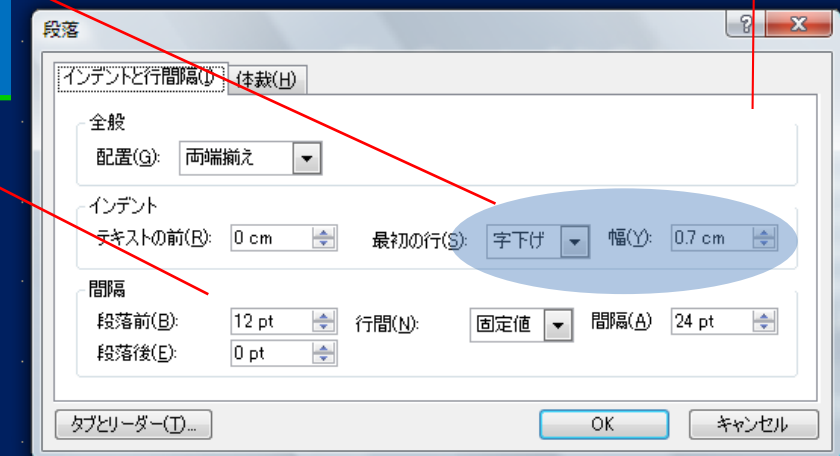 段落
インデントと行間隔(I) 体裁(H)
全般
配置(G): 両端揃え
インデント
テキストの前(R): 0 cm 最初の行(S): 字下げ 幅(Y): 0.7 cm
間隔
段落前(B): 12 pt 行間(N): 固定値 間隔(A) 24 pt
段落後(E): 0 pt
タブとリーダー(T)... OK キャンセル